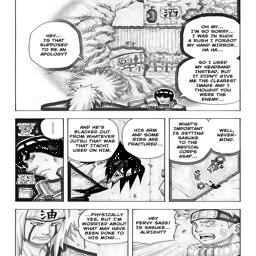 OH MY...
I'M SO SORRY...
I WAS IN SUCH
A RUSH I FORGOT
MY HAND
MIRROR...
HA HA...
SO I
USED MY
HEADBAND
INSTEAD, BUT
IT DIDN'T GIVE
ME THE
CLEAREST IMAGE
AND I THOUGHT
YOU WERE
THE
ENEMY...
HEY...
IS THAT
SUPPOSED
TO BE AN
APOLOGY?
WELL,
NEVER-
MIND.
WHAT'S
IMPORTANT
IS GETTING
SASUKE
TO THE
MEDICAL
CORPS
ASAP...
HIS ARM
AND SOME
RIBS ARE
FRACTURED...
AND HE'S
BLACKED OUT
FROM WHATEVER
JUTSU THAT WAS
THAT ITACHI
USED ON HIM.
HEY
PERVY SAGE!
IS SASUKE...
ALRIGHT?
...PHYSICALLY
YES, BUT I'M
WORRIED ABOUT
WHAT MAY
HAVE BEEN
DONE TO
HIS MIND...
油